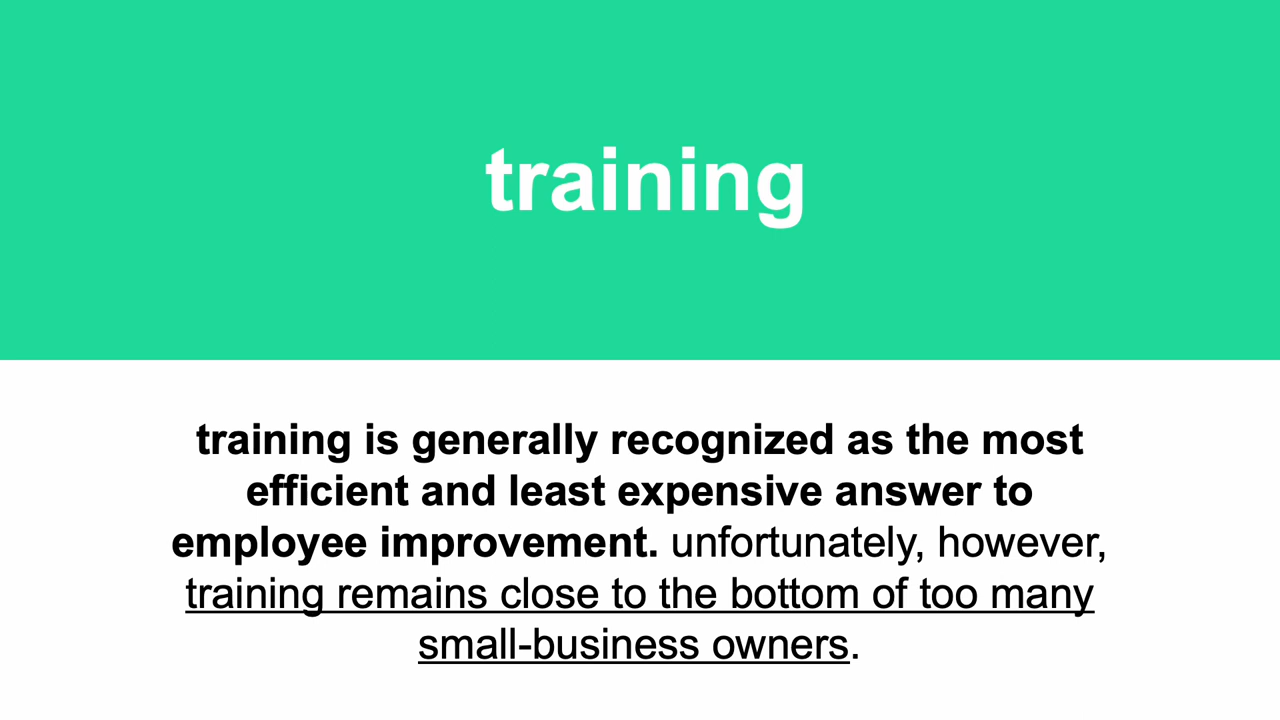 training
training is generally recognized as the most
efficient and least expensive answer to
employee improvement. unfortunately, however,
training remains close to the bottom of too many
small-business owners.